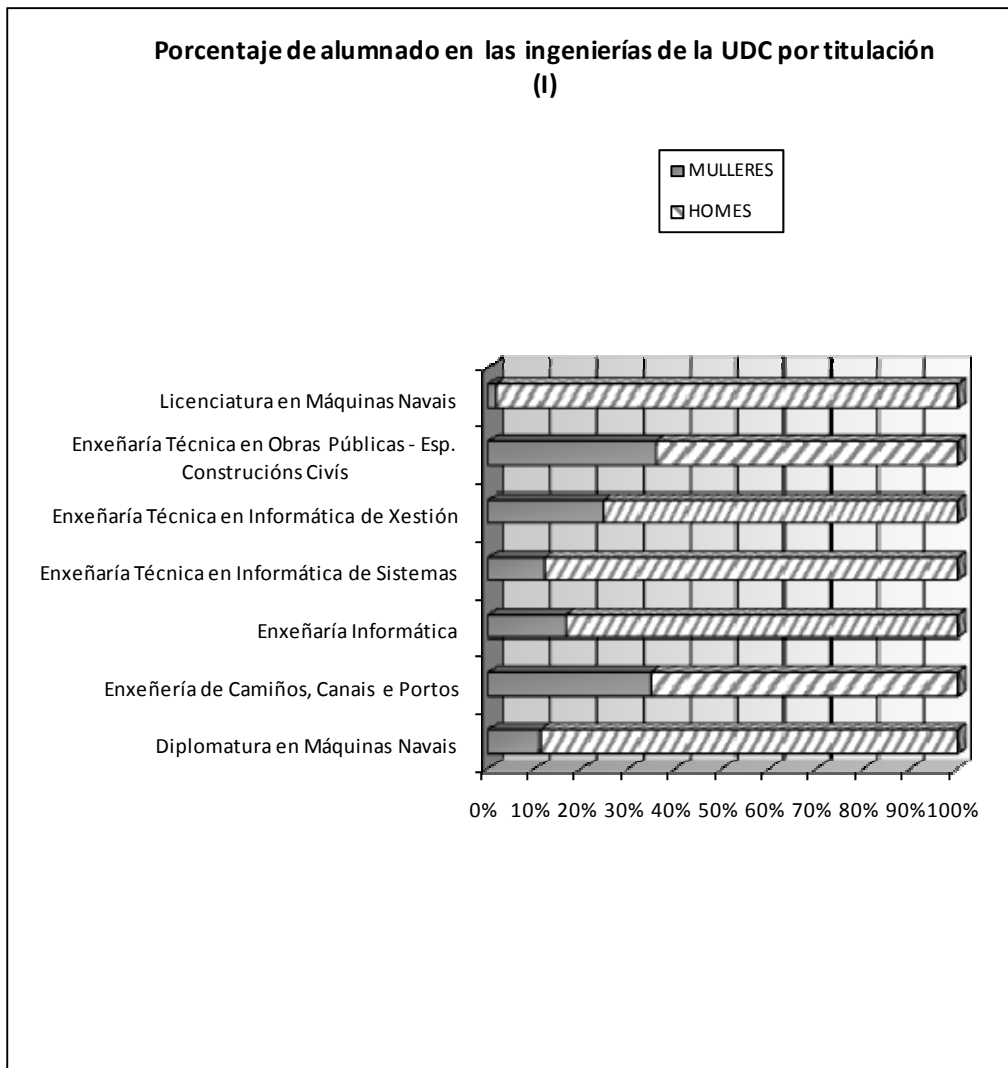 Porcentaje de alumnado en las ingenierías de la UDC por titulación
(I)
MULLERES
HOMES
Licenciatura en Máquinas Navais
Enxeñaría Técnica en Obras Públicas - Esp.
Construcións Civís
Enxeñaría Técnica en Informática de Xestión
Enxeñaría Técnica en Informática de Sistemas
Enxeñaría Informática
Enxeñería de Camiños, Canais e Portos
Diplomatura en Máquinas Navais
0% 10% 20% 30% 40% 50% 60% 70% 80% 90% 100%